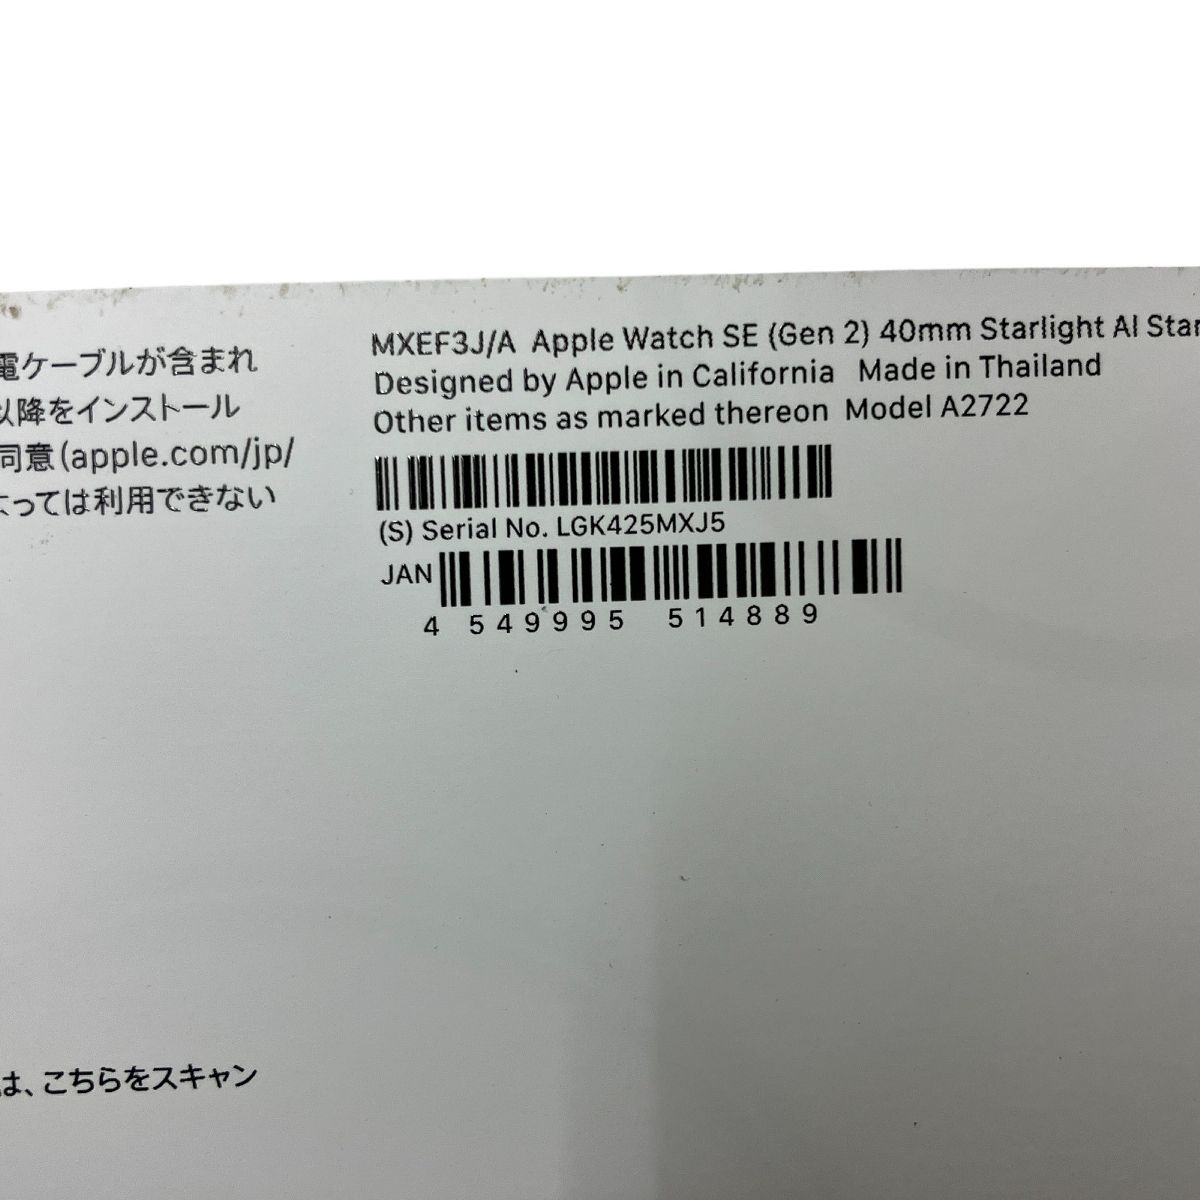 電ケーブルが含まれ
以降をインストール
同意(apple.com/jp/
よっては利用できない
MXEF3J/A Apple Watch SE (Gen 2) 40mm Starlight Al Star
Designed by Apple in California Made in Thailand
Other items as marked thereon Model A2722
(S) Serial No. LGK425MXJ5
JAN
4 549995 514889
は、こちらをスキャン